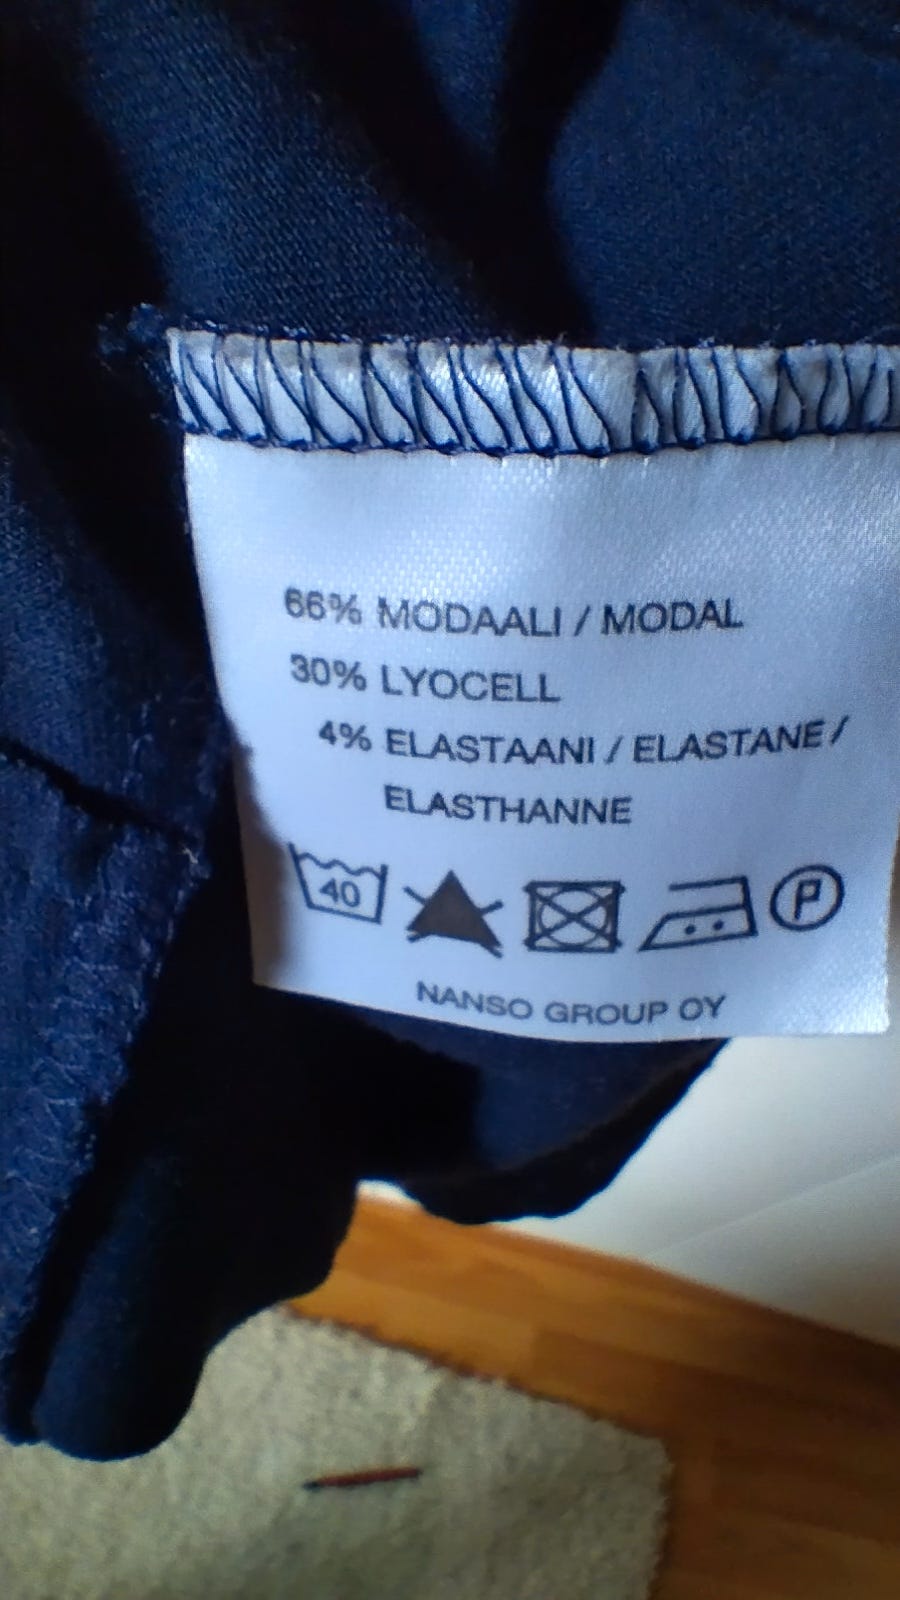 66% MODAALI / MODAL
30% LYOCELL
4% ELASTAANI / ELASTANE /
ELASTHANNE
40 P
NANSO GROUP OY